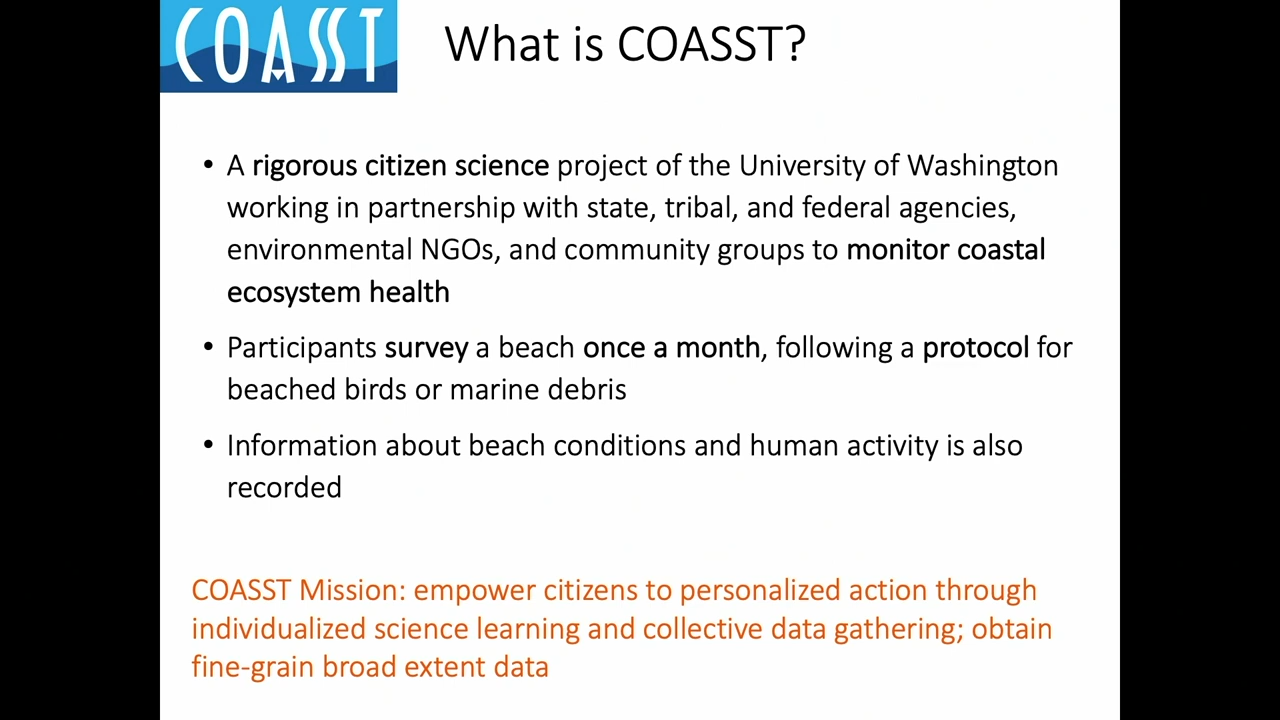 COASST
What is COASST?
• A rigorous citizen science project of the University of Washington
working in partnership with state, tribal, and federal agencies,
environmental NGOs, and community groups to monitor coastal
ecosystem health
• Participants survey a beach once a month, following a protocol for
beached birds or marine debris
• Information about beach conditions and human activity is also
recorded
COASST Mission: empower citizens to personalized action through
individualized science learning and collective data gathering; obtain
fine-grain broad extent data